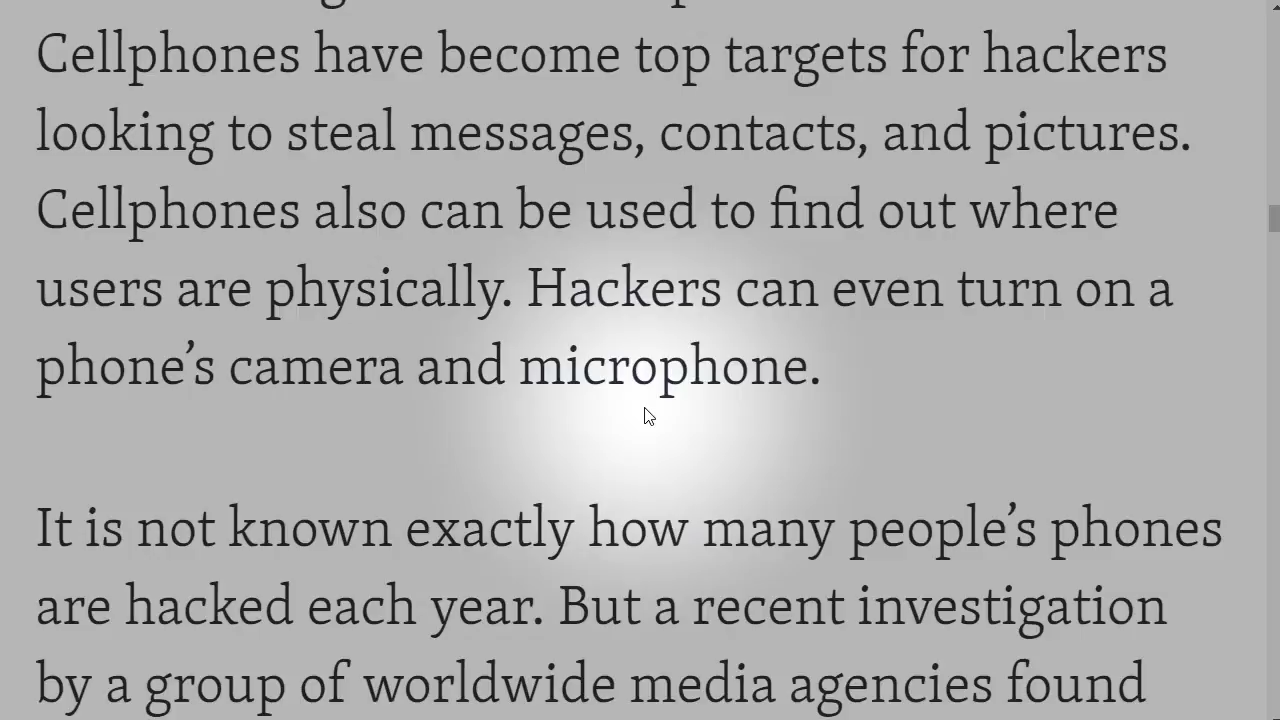 Cellphones have become top targets for hackers
looking to steal messages, contacts, and pictures.
Cellphones also can be used to find out where
users are physically. Hackers can even turn on a
phone’s camera and microphone.
It is not known exactly how many people’s phones
are hacked each year. But a recent investigation
by a group of worldwide media agencies found